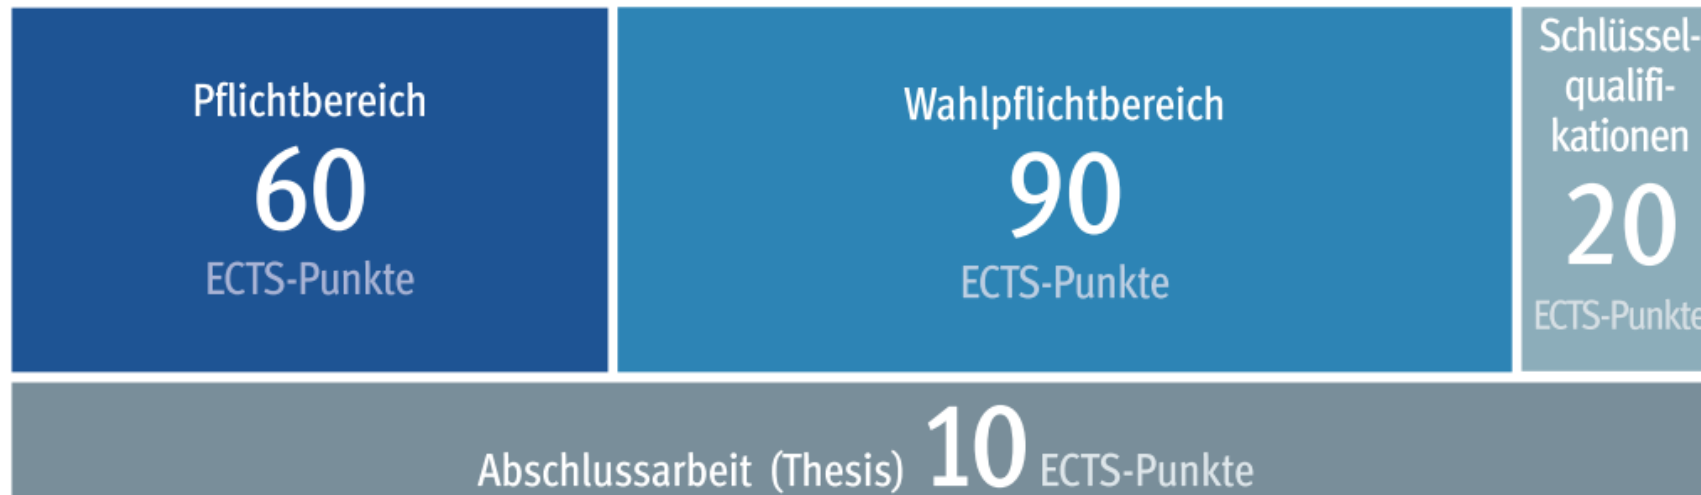 Pflichtbereich
60
ECTS-Punkte
Wahlpflichtbereich
90
ECTS-Punkte
Schlüssel-
qualifi-
kationen
20
ECTS-Punkte
Abschlussarbeit (Thesis) 10 ECTS-Punkte